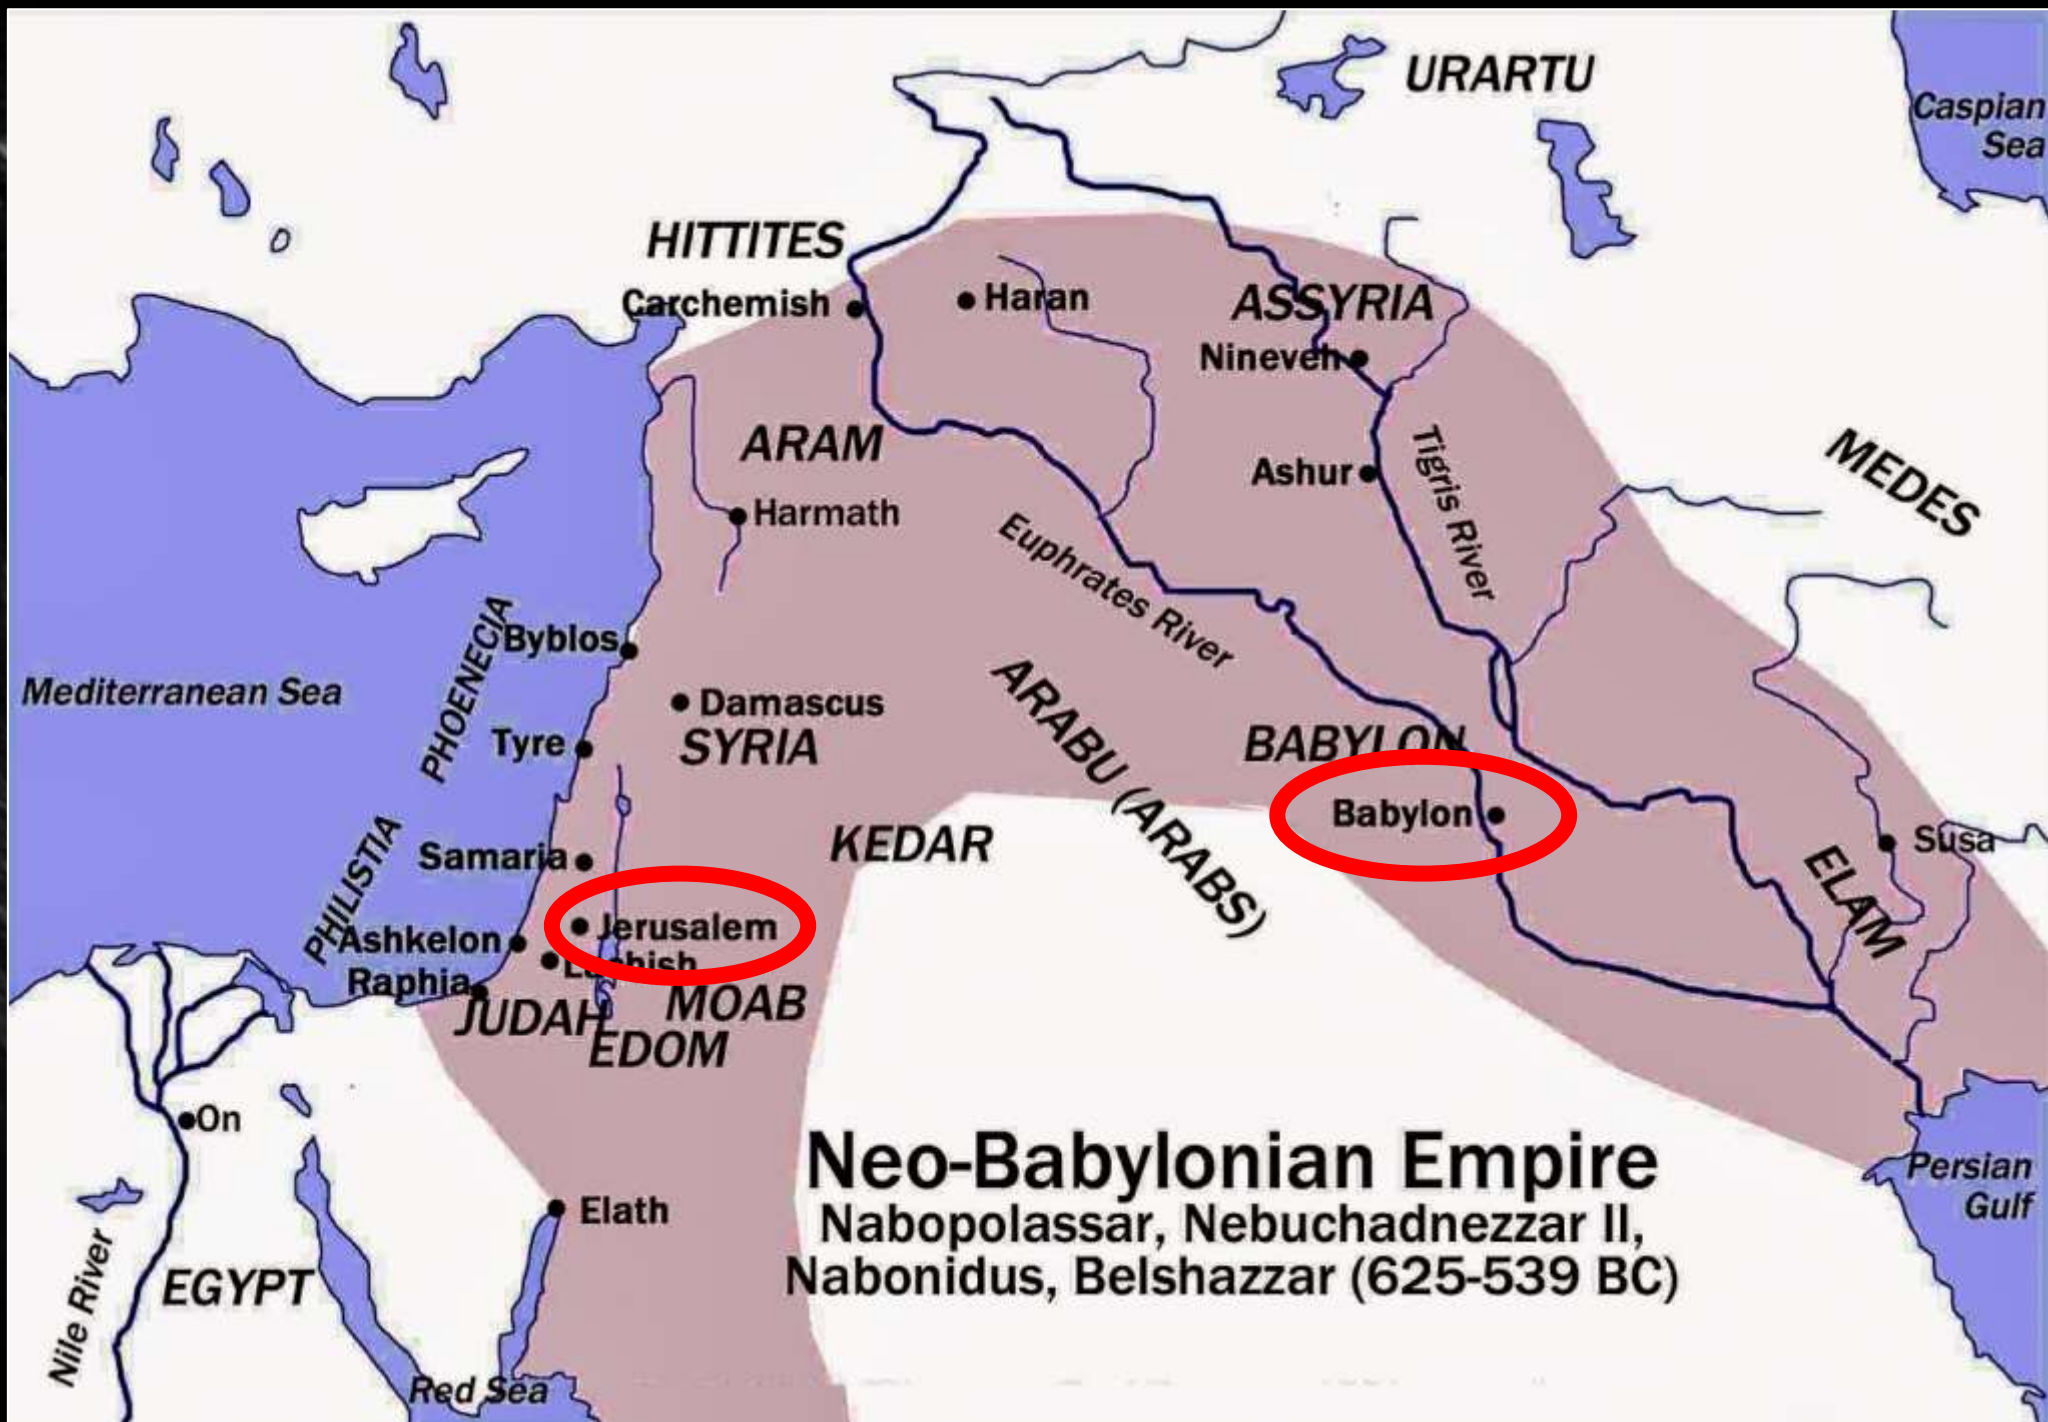 URARTU
Caspian
Sea
HITTITES
Carchemish
Haran
ASSYRIA
Nineveh
ARAM
Harmath
Ashur
Tigris River
MEDES
Euphrates River
PHOENECIA
Byblos
Mediterranean Sea
Damascus
SYRIA
Tyre
ARABU (ARABS)
BABYLON
Babylon
KEDAR
Samaria
PHILISTIA
Susa
ELAM
Jerusalem
Ashkelon
Lachish
Raphia
JUDAH
MOAB
EDOM
On
Neo-Babylonian Empire
Nabopolassar, Nebuchadnezzar II,
Nabonidus, Belshazzar (625-539 BC)
Persian
Gulf
Elath
EGYPT
Nile River
Red Sea